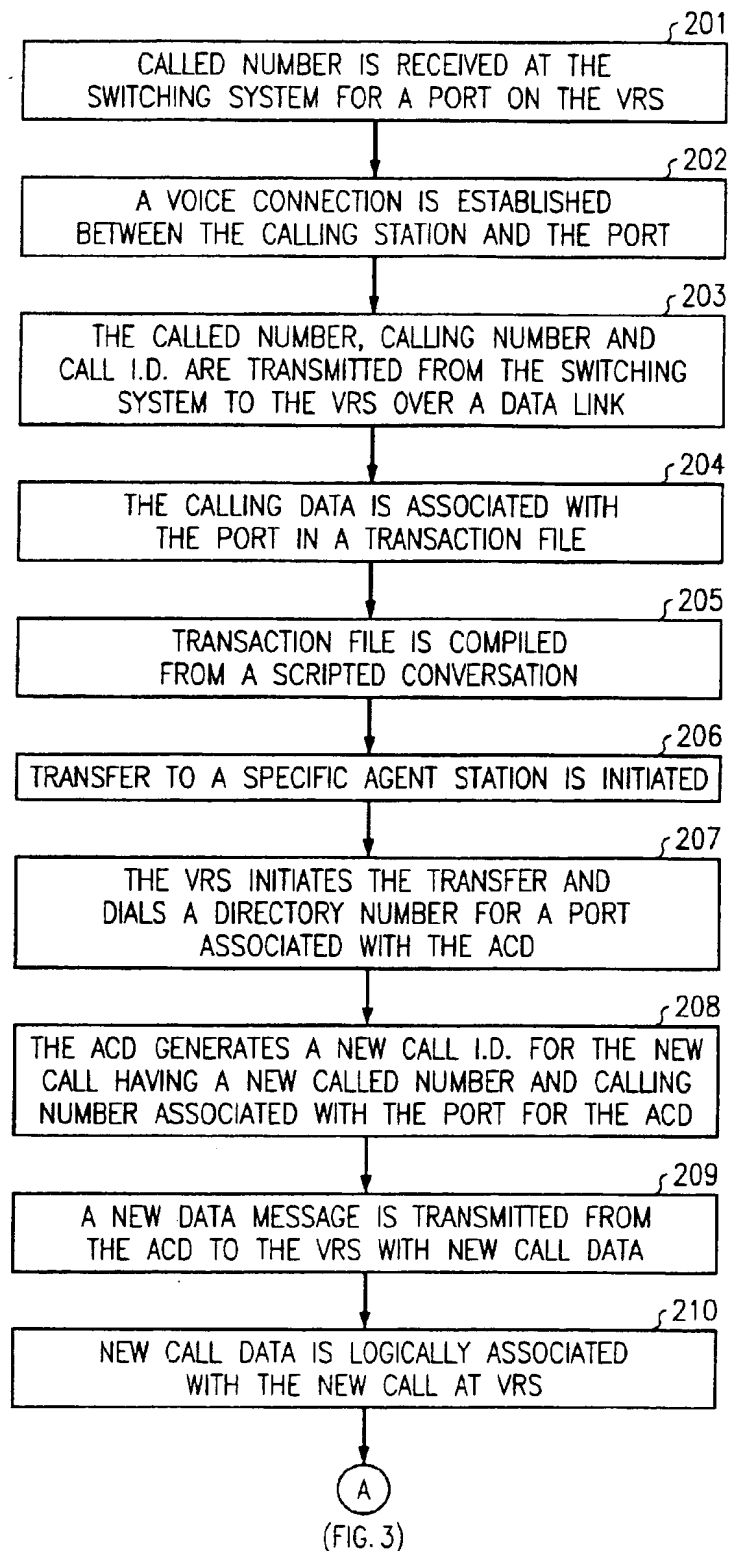 201
CALLED NUMBER IS RECEIVED AT THE
SWITCHING SYSTEM FOR A PORT ON THE VRS
202
A VOICE CONNECTION IS ESTABLISHED
BETWEEN THE CALLING STATION AND THE PORT
203
THE CALLED NUMBER, CALLING NUMBER AND
CALL I.D. ARE TRANSMITTED FROM THE SWITCHING
SYSTEM TO THE VRS OVER A DATA LINK
204
THE CALLING DATA IS ASSOCIATED WITH
THE PORT IN A TRANSACTION FILE
205
TRANSACTION FILE IS COMPILED
FROM A SCRIPTED CONVERSATION
206
TRANSFER TO A SPECIFIC AGENT STATION IS INITIATED
207
THE VRS INITIATES THE TRANSFER AND
DIALS A DIRECTORY NUMBER FOR A PORT
ASSOCIATED WITH THE ACD
208
THE ACD GENERATES A NEW CALL I.D. FOR THE NEW
CALL HAVING A NEW CALLED NUMBER AND CALLING
NUMBER ASSOCIATED WITH THE PORT FOR THE ACD
209
A NEW DATA MESSAGE IS TRANSMITTED FROM
THE ACD TO THE VRS WITH NEW CALL DATA
210
NEW CALL DATA IS LOGICALLY ASSOCIATED
WITH THE NEW CALL AT VRS
A
(FIG. 3)